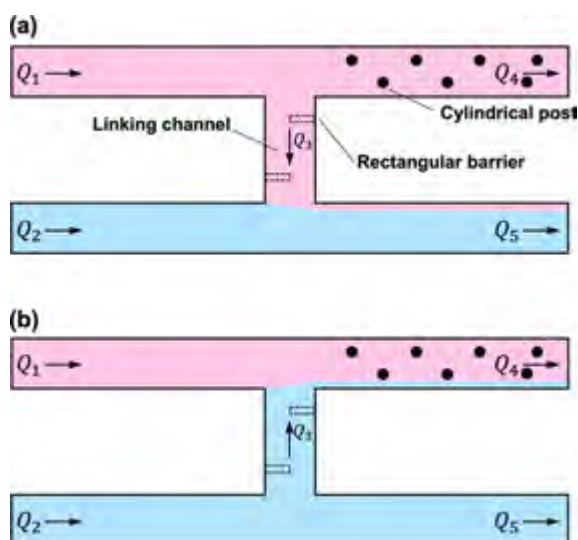 (a)
Q₁
Q₄
Linking channel
Cylindrical post
Q₃
Rectangular barrier
Q₂
Q₅
(b)
Q₁
Q₄
Q₃
Q₂
Q₅